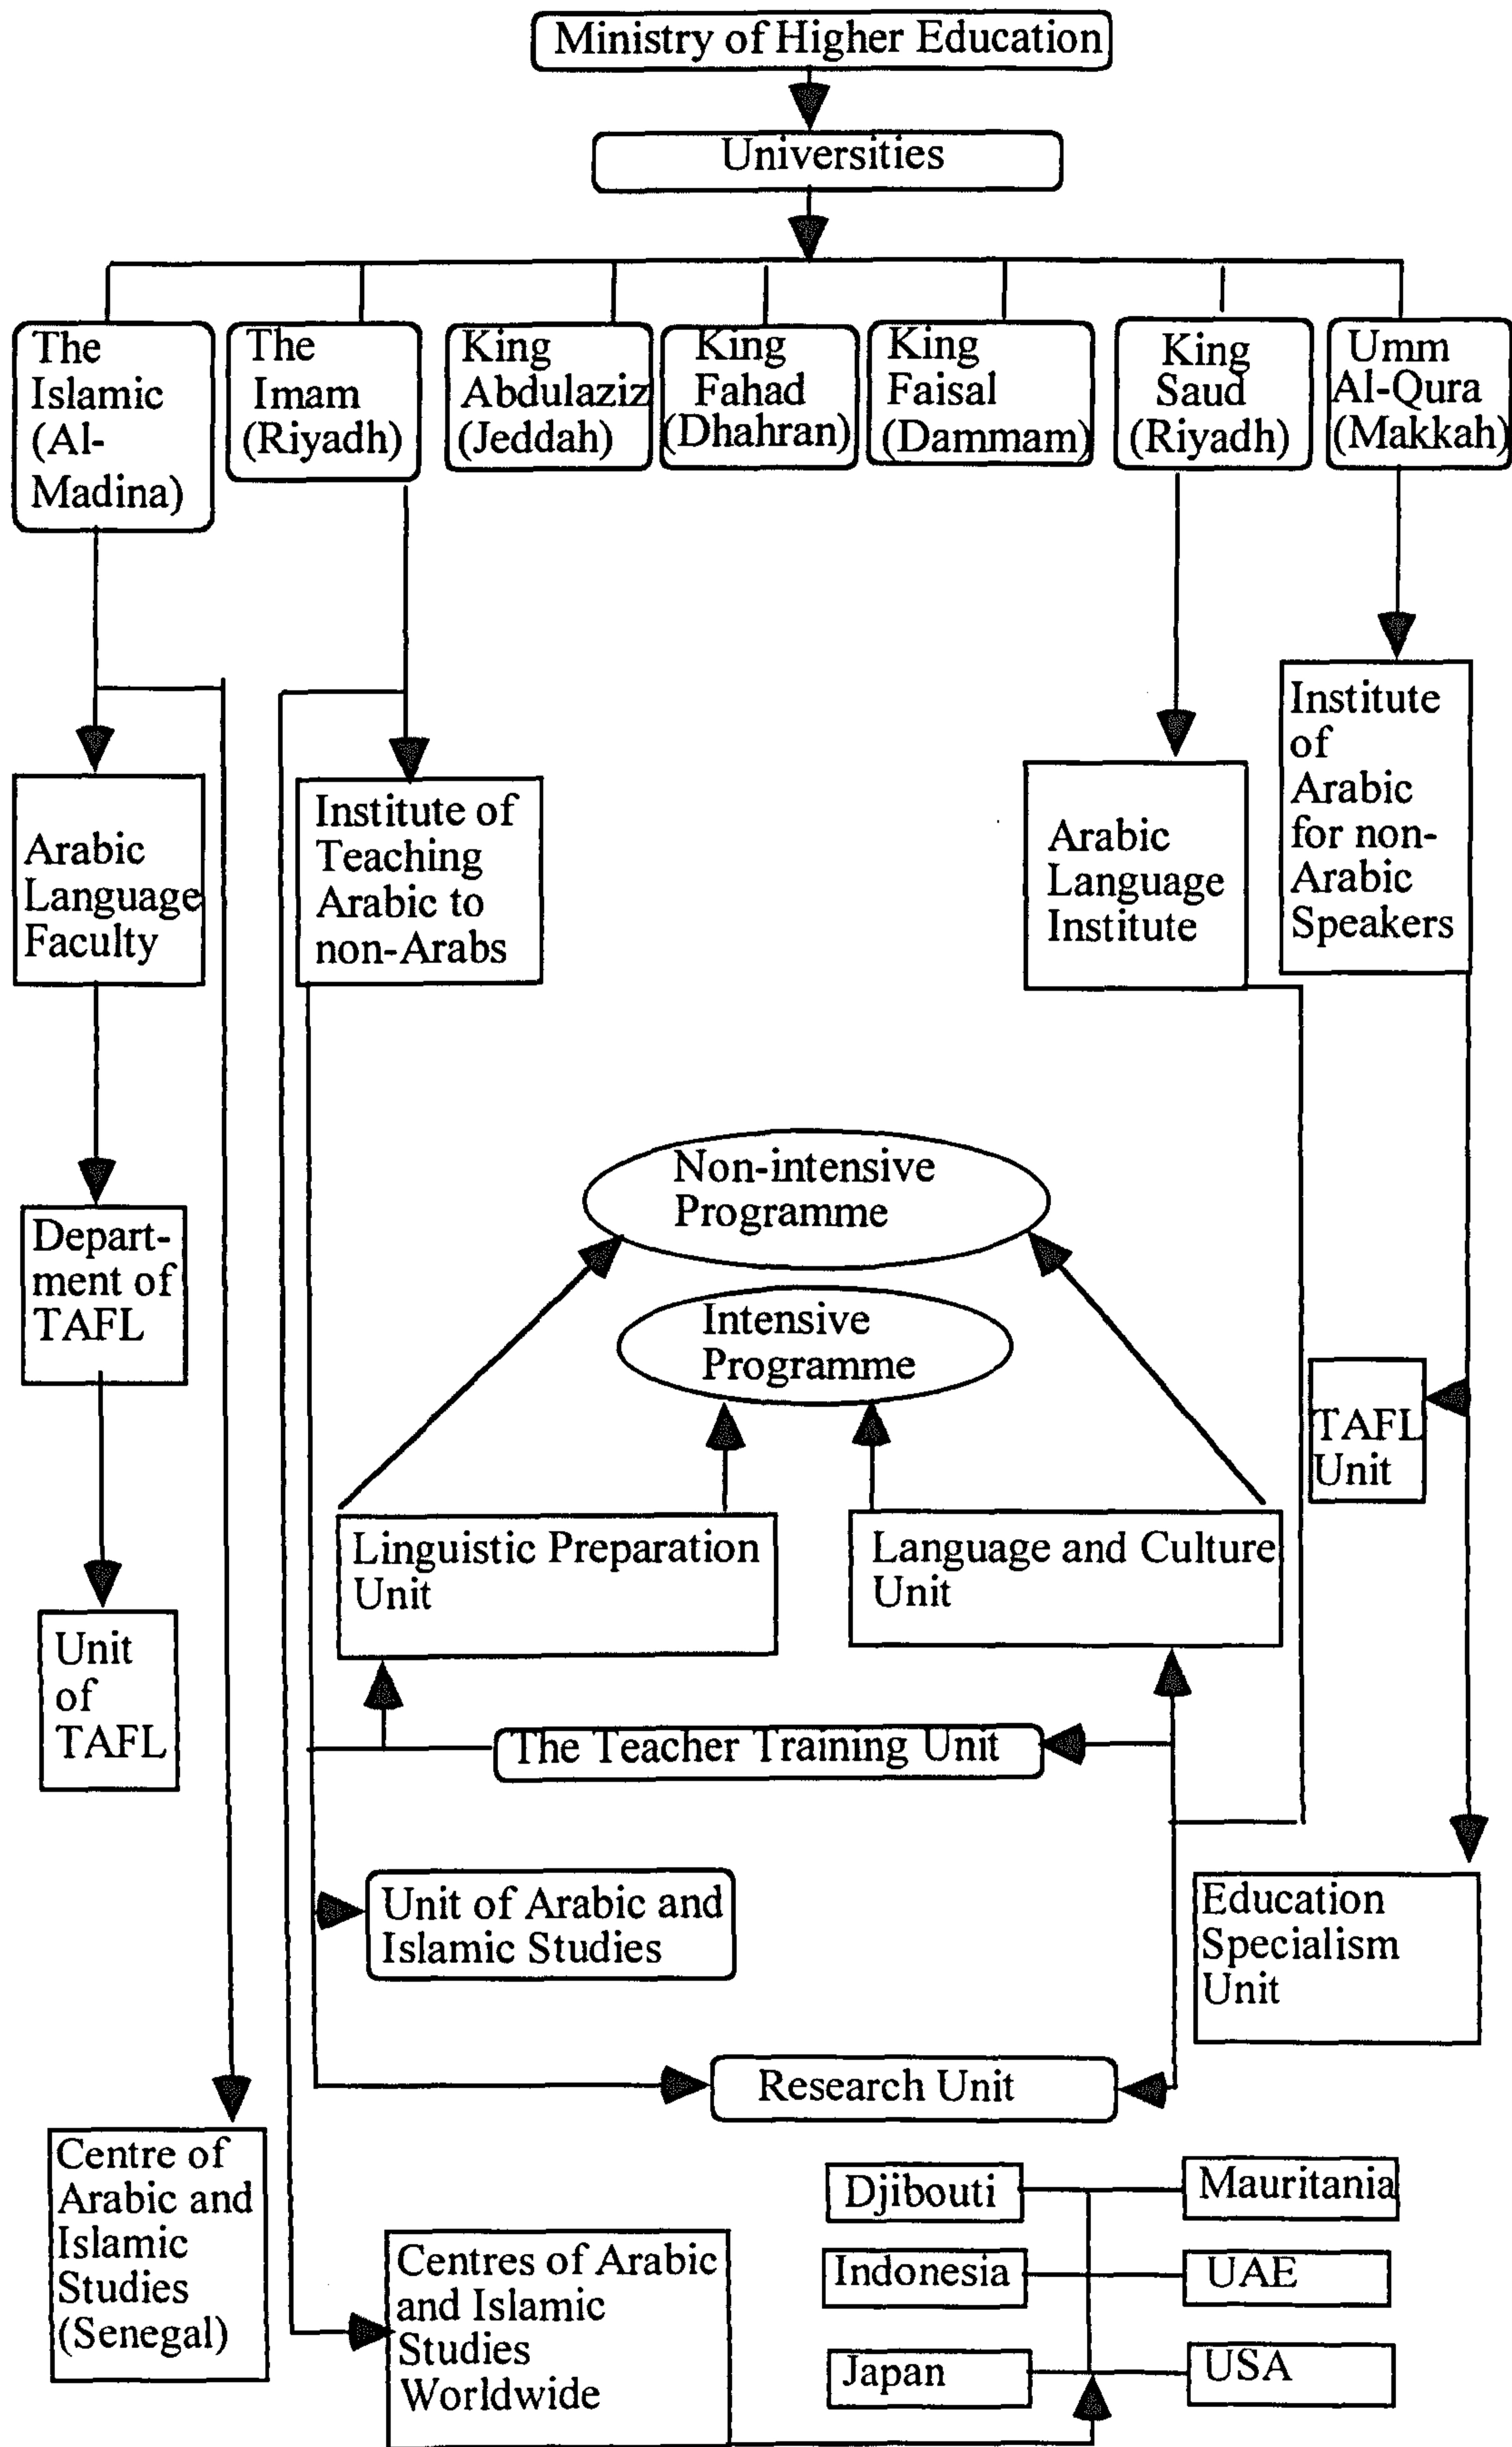 Ministry of Higher Education
Universities
The
Islamic
(Al-
Madina)
The
Imam
(Riyadh)
King
Abdulaziz
(Jeddah)
King
Fahad
(Dhahran)
King
Faisal
(Dammam)
King
Saud
(Riyadh)
Umm
Al-Qura
(Makkah)
Arabic
Language
Faculty
Institute of
Teaching
Arabic to
non-Arabs
Arabic
Language
Institute
Institute
of
Arabic
for non-
Arabic
Speakers
Depart-
ment of
TAFL
Non-intensive
Programme
Intensive
Programme
TAFL
Unit
Linguistic Preparation
Unit
Language and Culture
Unit
Unit
of
TAFL
The Teacher Training Unit
Unit of Arabic and
Islamic Studies
Education
Specialism
Unit
Research Unit
Centre of
Arabic and
Islamic
Studies
(Senegal)
Centres of Arabic
and Islamic
Studies
Worldwide
Djibouti
Mauritania
Indonesia
UAE
Japan
USA